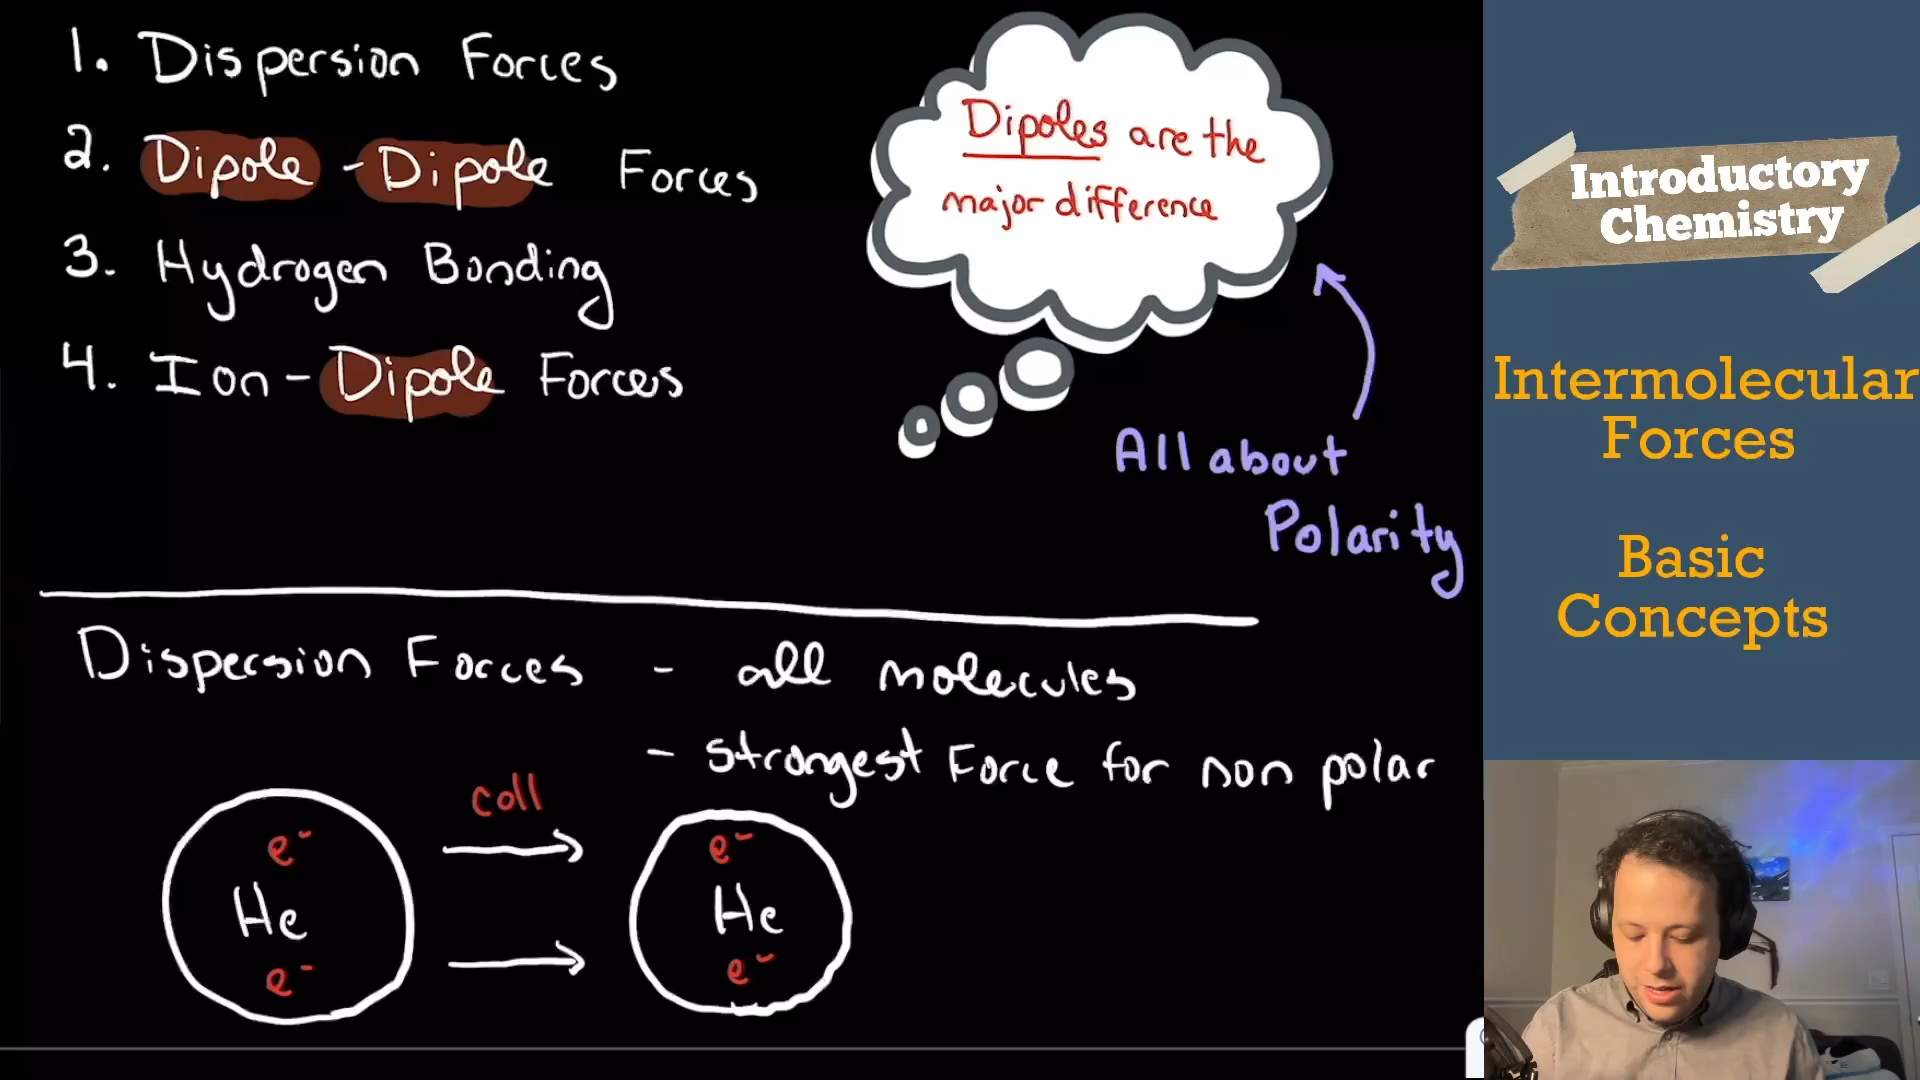 1. Dispersion Forces
2. Dipole - Dipole Forces
3. Hydrogen Bonding
4. Ion - Dipole Forces
Dipoles are the
major difference
All about
Polarity
Dispersion Forces - all molecules
- strongest Force for non polar
coll
e⁻
He
e⁻
e⁻
He
e⁻
Introductory
Chemistry
Intermolecular
Forces
Basic
Concepts